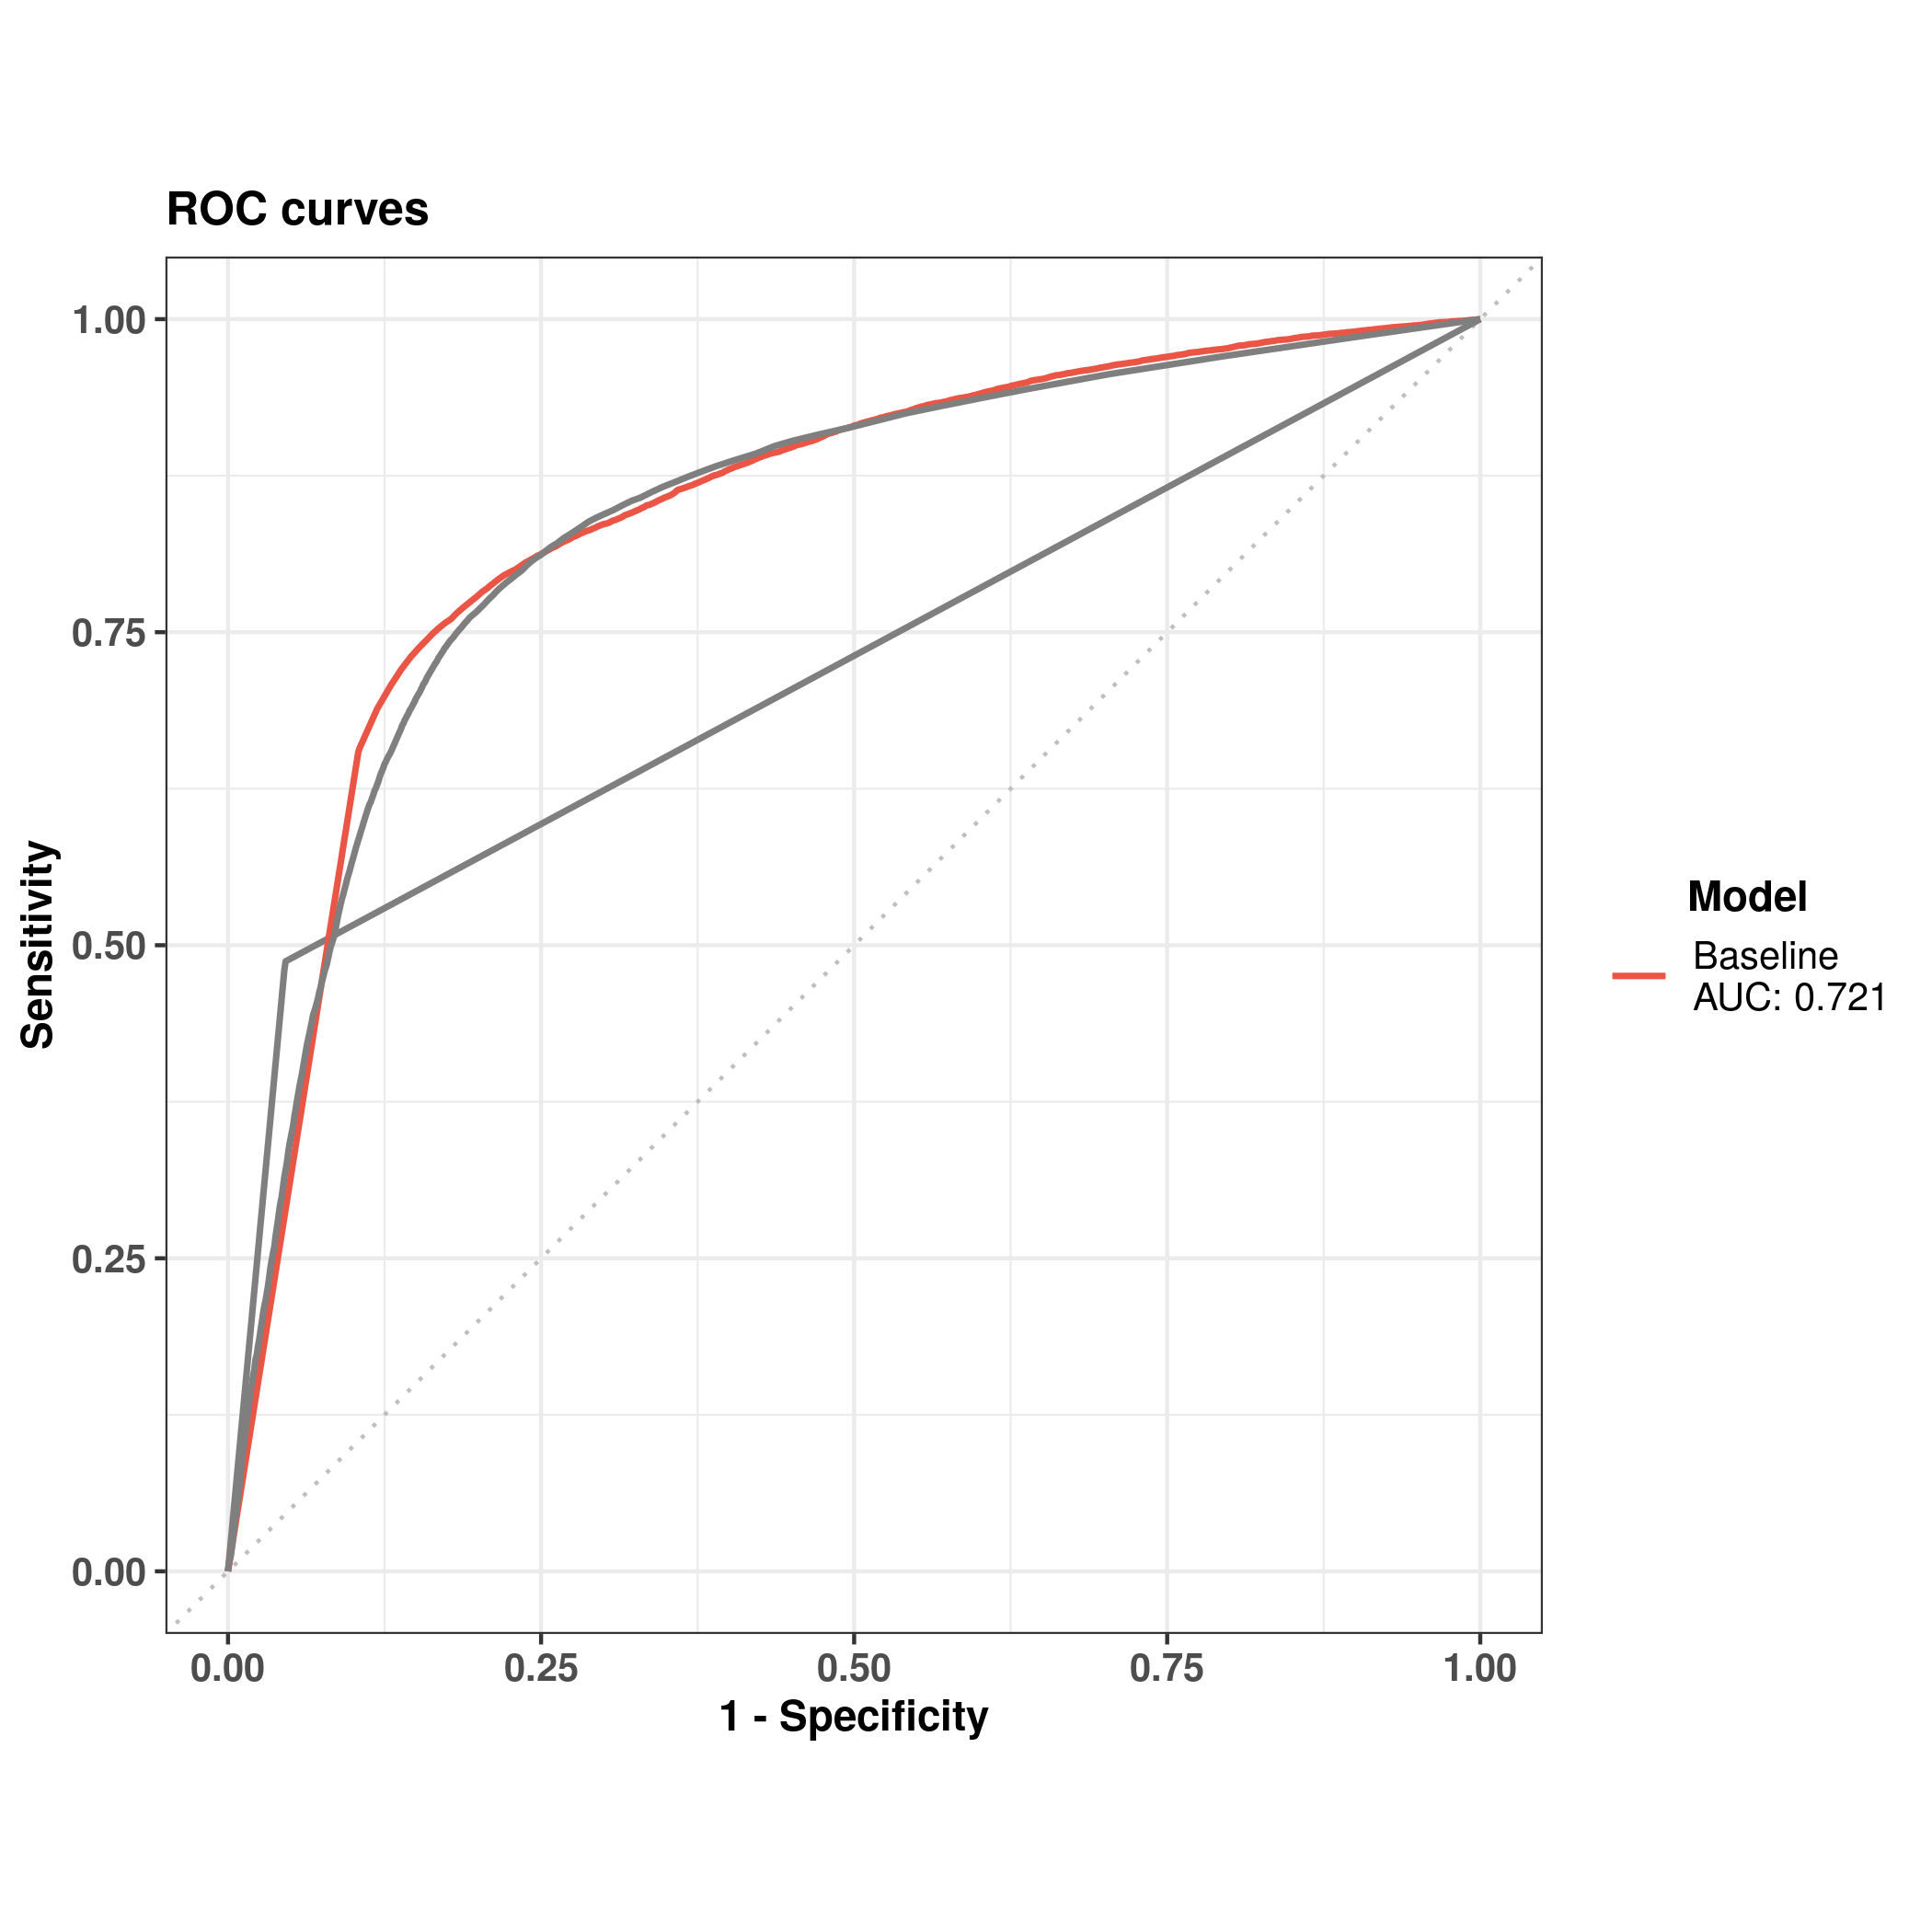 ROC curves
1.00
0.75
0.50
0.25
0.00
Sensitivity
0.00 0.25 0.50 0.75 1.00
1 - Specificity
Model
Baseline
AUC: 0.721